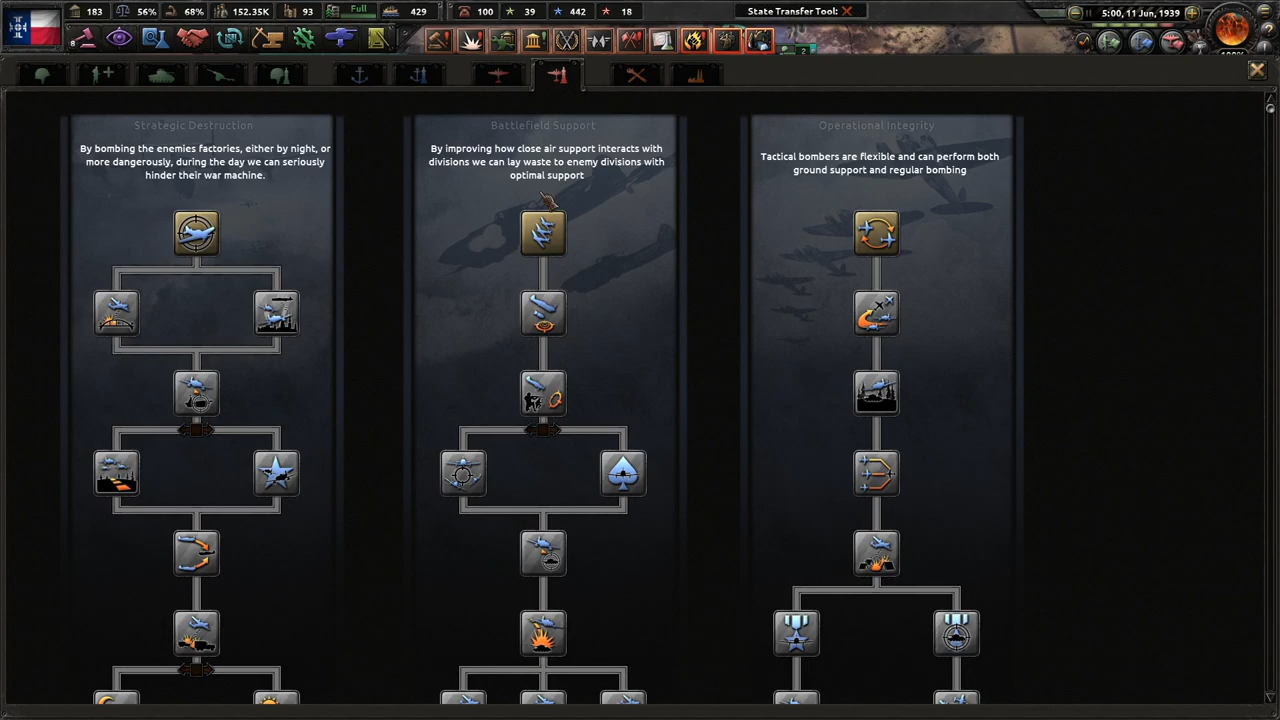 183 56% 68% 152.35K 93 Full 429 100 39 442 18 State Transfer Tool: 5:00, 11 Jun, 1939
8
2
100%
Strategic Destruction
By bombing the enemies factories, either by night, or
more dangerously, during the day we can seriously
hinder their war machine.
Battlefield Support
By improving how close air support interacts with
divisions we can lay waste to enemy divisions with
optimal support
Operational Integrity
Tactical bombers are flexible and can perform both
ground support and regular bombing